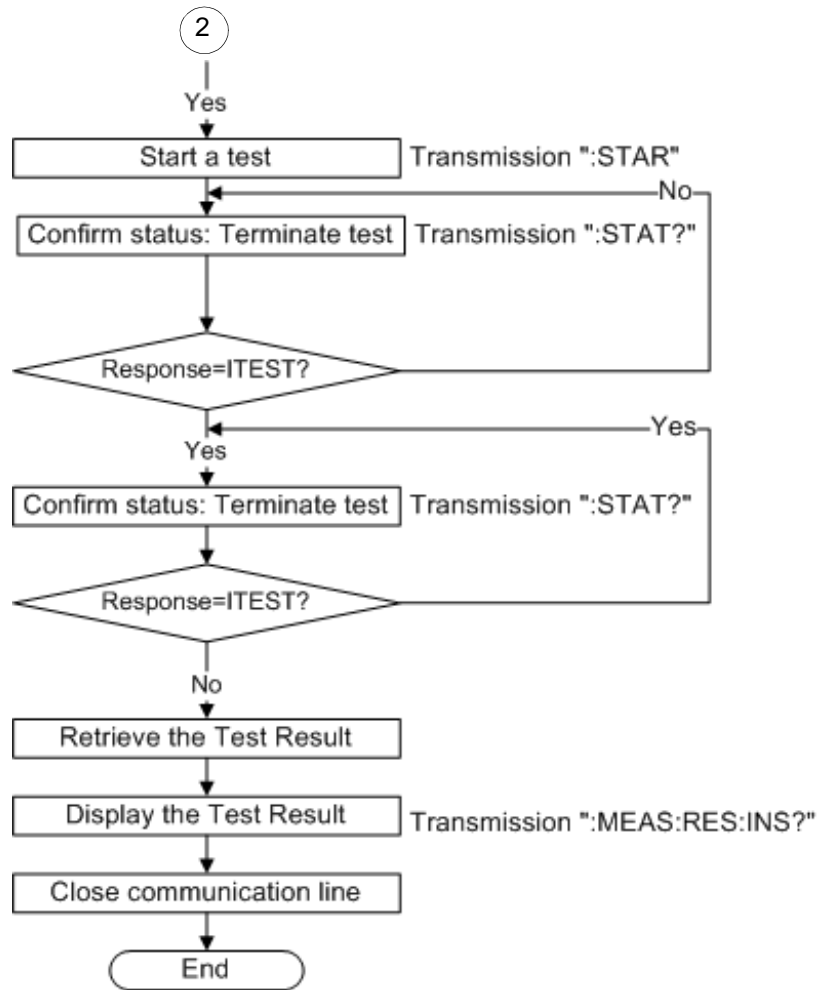 2
Yes
Start a test
Transmission ":STAR"
No
Confirm status: Terminate test
Transmission ":STAT?"
Response=ITEST?
Yes
Yes
Confirm status: Terminate test
Transmission ":STAT?"
Response=ITEST?
No
Retrieve the Test Result
Display the Test Result
Transmission ":MEAS:RES:INS?"
Close communication line
End